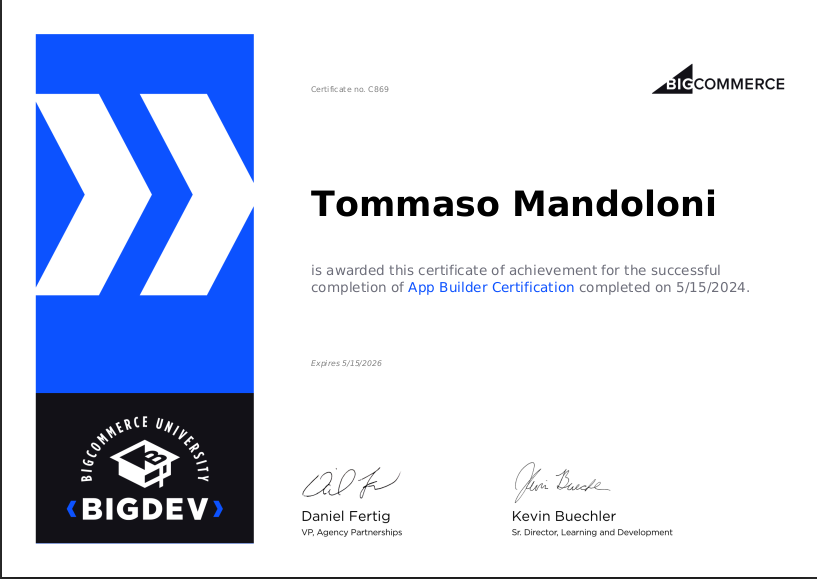 Certificate no. C869
BIGCOMMERCE
Tommaso Mandoloni
is awarded this certificate of achievement for the successful
completion of App Builder Certification completed on 5/15/2024.
Expires 5/15/2026
BIGCOMMERCE UNIVERSITY
B
BIGDEV
Daniel Fertig
VP, Agency Partnerships
Kevin Buechler
Sr. Director, Learning and Development